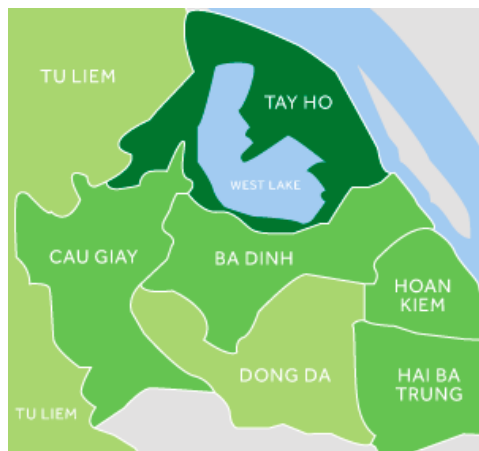 TU LIEM
TAY HO
WEST LAKE
CAU GIAY
BA DINH
HOAN
KIEM
DONG DA
HAI BA
TRUNG
TU LIEM